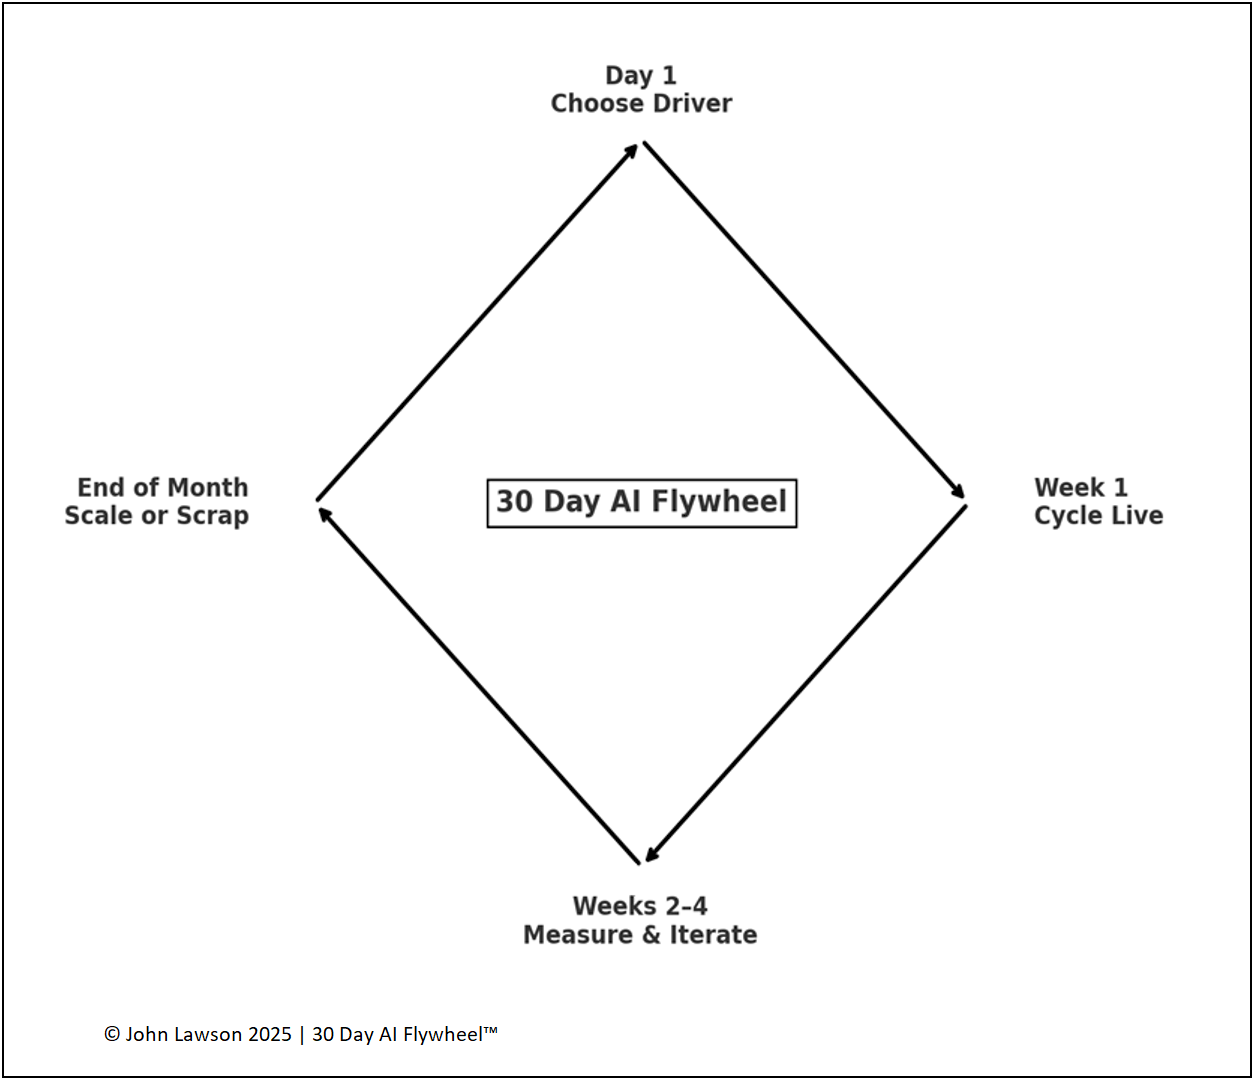 Day 1
Choose Driver
End of Month
Scale or Scrap
30 Day AI Flywheel
Week 1
Cycle Live
Weeks 2–4
Measure & Iterate
© John Lawson 2025 | 30 Day AI Flywheel™